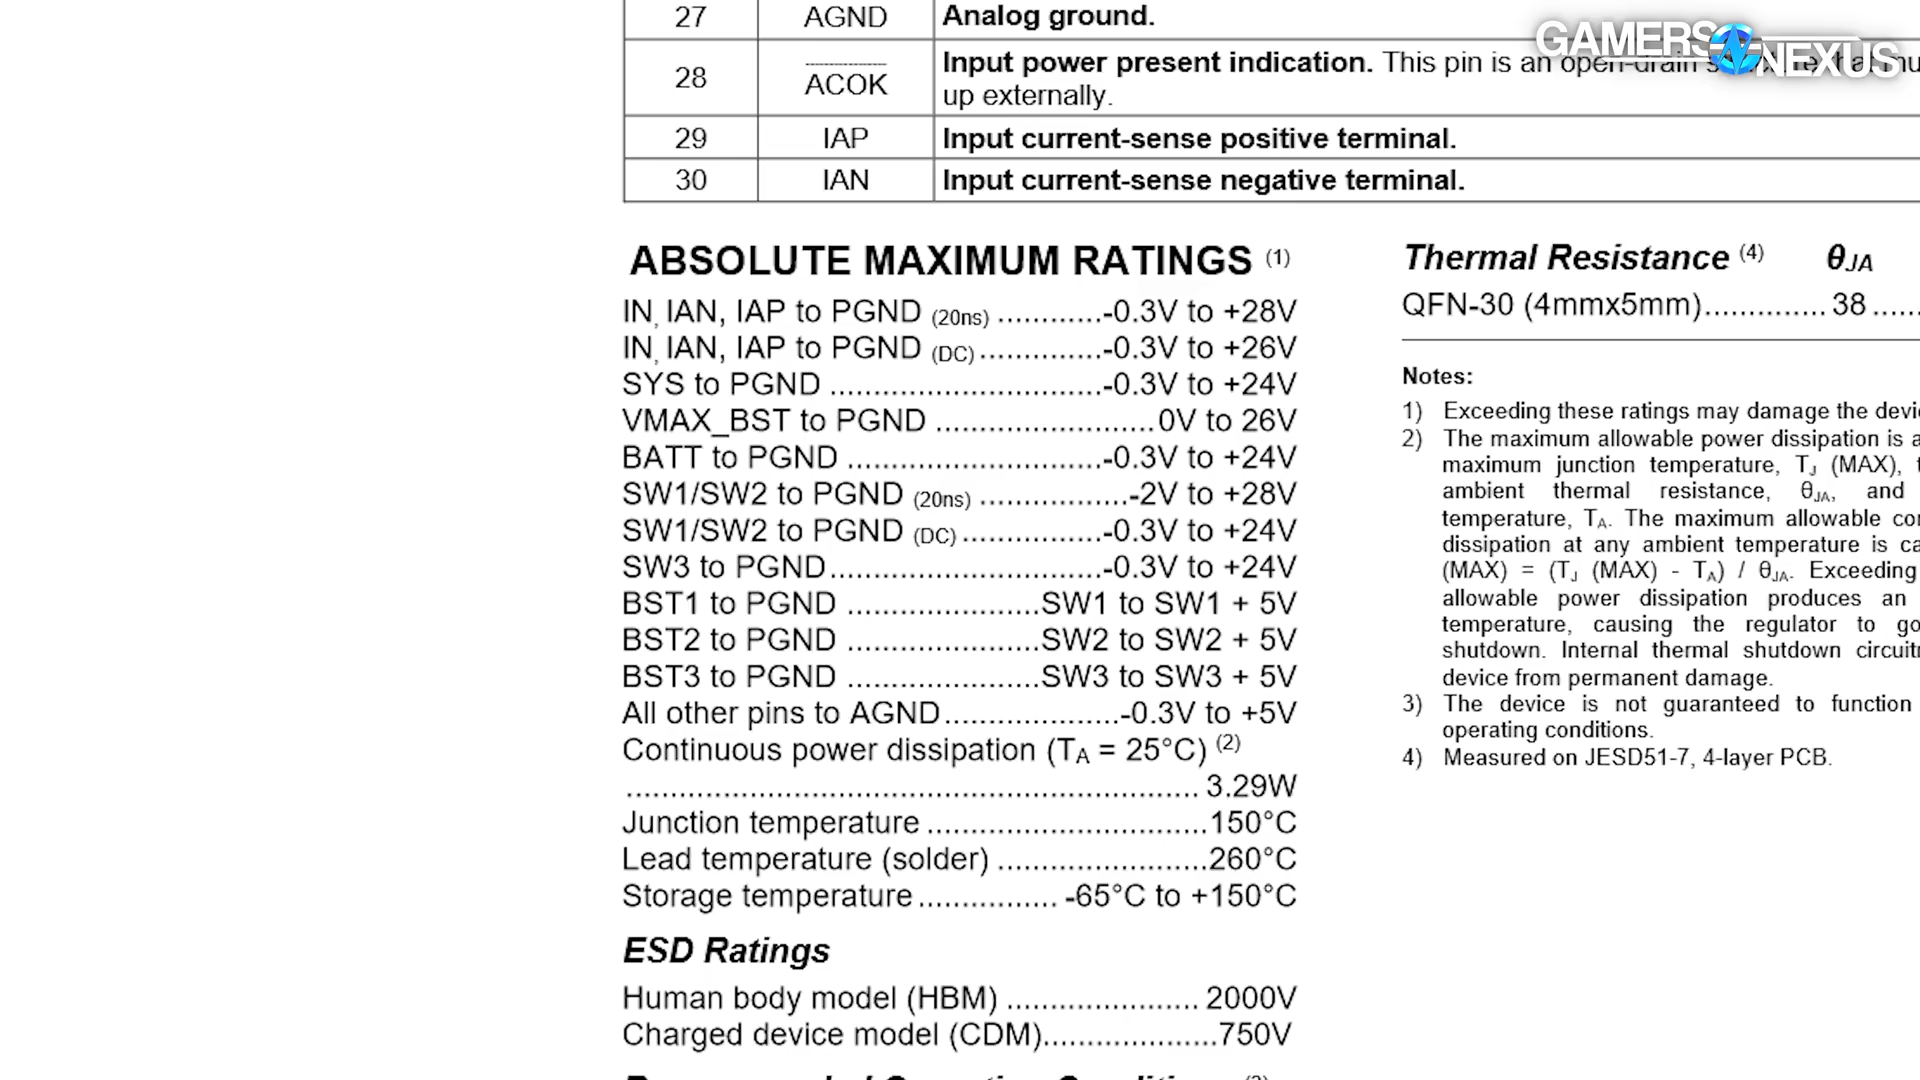 27 AGND Analog ground.
28 ACOK Input power present indication. This pin is an open-drain
up externally.
29 IAP Input current-sense positive terminal.
30 IAN Input current-sense negative terminal.
GAMERS NEXUS
ABSOLUTE MAXIMUM RATINGS (1)
IN, IAN, IAP to PGND (20ns) ............-0.3V to +28V
IN, IAN, IAP to PGND (DC) ..............-0.3V to +26V
SYS to PGND ...............................-0.3V to +24V
VMAX_BST to PGND .........................0V to 26V
BATT to PGND .............................-0.3V to +24V
SW1/SW2 to PGND (20ns) .................-2V to +28V
SW1/SW2 to PGND (DC) ................-0.3V to +24V
SW3 to PGND...............................-0.3V to +24V
BST1 to PGND ......................SW1 to SW1 + 5V
BST2 to PGND ......................SW2 to SW2 + 5V
BST3 to PGND ......................SW3 to SW3 + 5V
All other pins to AGND....................-0.3V to +5V
Continuous power dissipation (TA = 25°C) (2)
.................................................................. 3.29W
Junction temperature ................................150°C
Lead temperature (solder) ........................260°C
Storage temperature ................ -65°C to +150°C
ESD Ratings
Human body model (HBM) ...................... 2000V
Charged device model (CDM)....................750V
Thermal Resistance (4) θJA
QFN-30 (4mmx5mm).............. 38 .....
Notes:
1) Exceeding these ratings may damage the
2) The maximum allowable power dissipation is
maximum junction temperature, TJ (MAX),
ambient thermal resistance, θJA, and
temperature, TA. The maximum allowable
dissipation at any ambient temperature is
(MAX) = (TJ (MAX) - TA) / θJA. Exceeding
allowable power dissipation produces an
temperature, causing the regulator to
shutdown. Internal thermal shutdown
device from permanent damage.
3) The device is not guaranteed to function
operating conditions.
4) Measured on JESD51-7, 4-layer PCB.